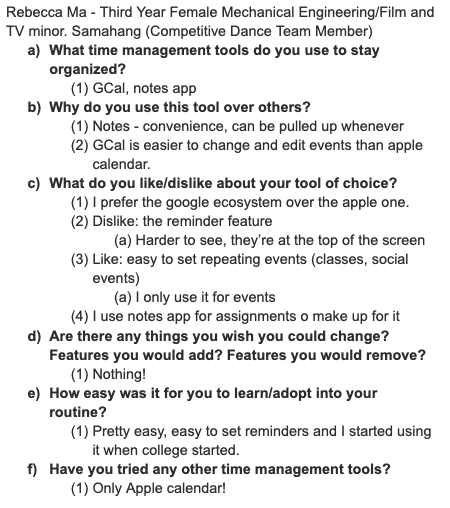 Rebecca Ma - Third Year Female Mechanical Engineering/Film and
TV minor. Samahang (Competitive Dance Team Member)
a) What time management tools do you use to stay
organized?
(1) GCal, notes app
b) Why do you use this tool over others?
(1) Notes - convenience, can be pulled up whenever
(2) GCal is easier to change and edit events than apple
calendar.
c) What do you like/dislike about your tool of choice?
(1) I prefer the google ecosystem over the apple one.
(2) Dislike: the reminder feature
(a) Harder to see, they're at the top of the screen
(3) Like: easy to set repeating events (classes, social
events)
(a) I only use it for events
(4) I use notes app for assignments o make up for it
d) Are there any things you wish you could change?
Features you would add? Features you would remove?
(1) Nothing!
e) How easy was it for you to learn/adopt into your
routine?
(1) Pretty easy, easy to set reminders and I started using
it when college started.
f) Have you tried any other time management tools?
(1) Only Apple calendar!